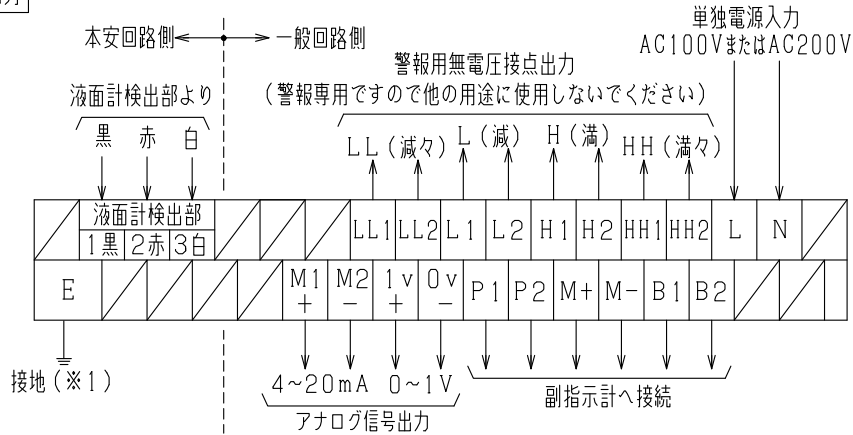 本安回路側
一般回路側
単独電源入力
AC100VまたはAC200V
警報用無電圧接点出力
(警報専用ですので他の用途に使用しないでください)
液面計検出部より
黒 赤 白
LL(減々) L(減) H(満) HH(満々)
液面計検出部
1黒 2赤 3白
LL1 LL2 L1 L2 H1 H2 HH1 HH2 L N
E M1+ M2- 1v+ 0v- P1 P2 M+ M- B1 B2
接地(※1)
4~20mA 0~1V
アナログ信号出力
副指示計へ接続